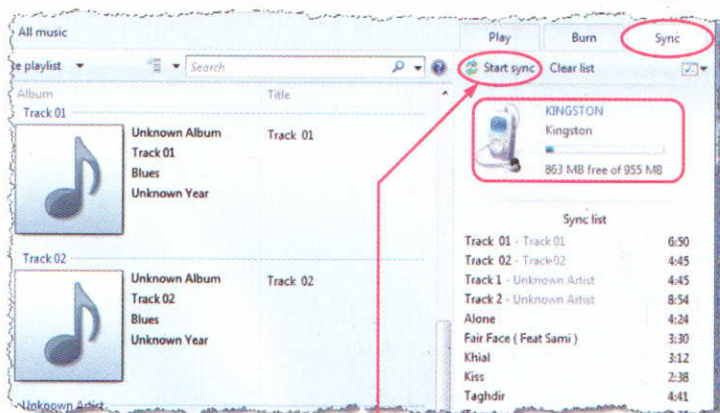 All music
Play Burn Sync
te playlist Search Start sync Clear list
Album Title
Track 01
Unknown Album Track 01
Track 01
Blues
Unknown Year
Track 02
Unknown Album Track 02
Track 02
Blues
Unknown Year
Unknown Artist
KINGSTON
Kingston
863 MB free of 955 MB
Sync list
Track 01 - Track 01 6:50
Track 02 - Track 02 4:45
Track 1 - Unknown Artist 4:45
Track 2 - Unknown Artist 8:54
Alone 4:24
Fair Face ( Feat Sami ) 3:30
Khial 3:12
Kiss 2:38
Taghdir 4:41